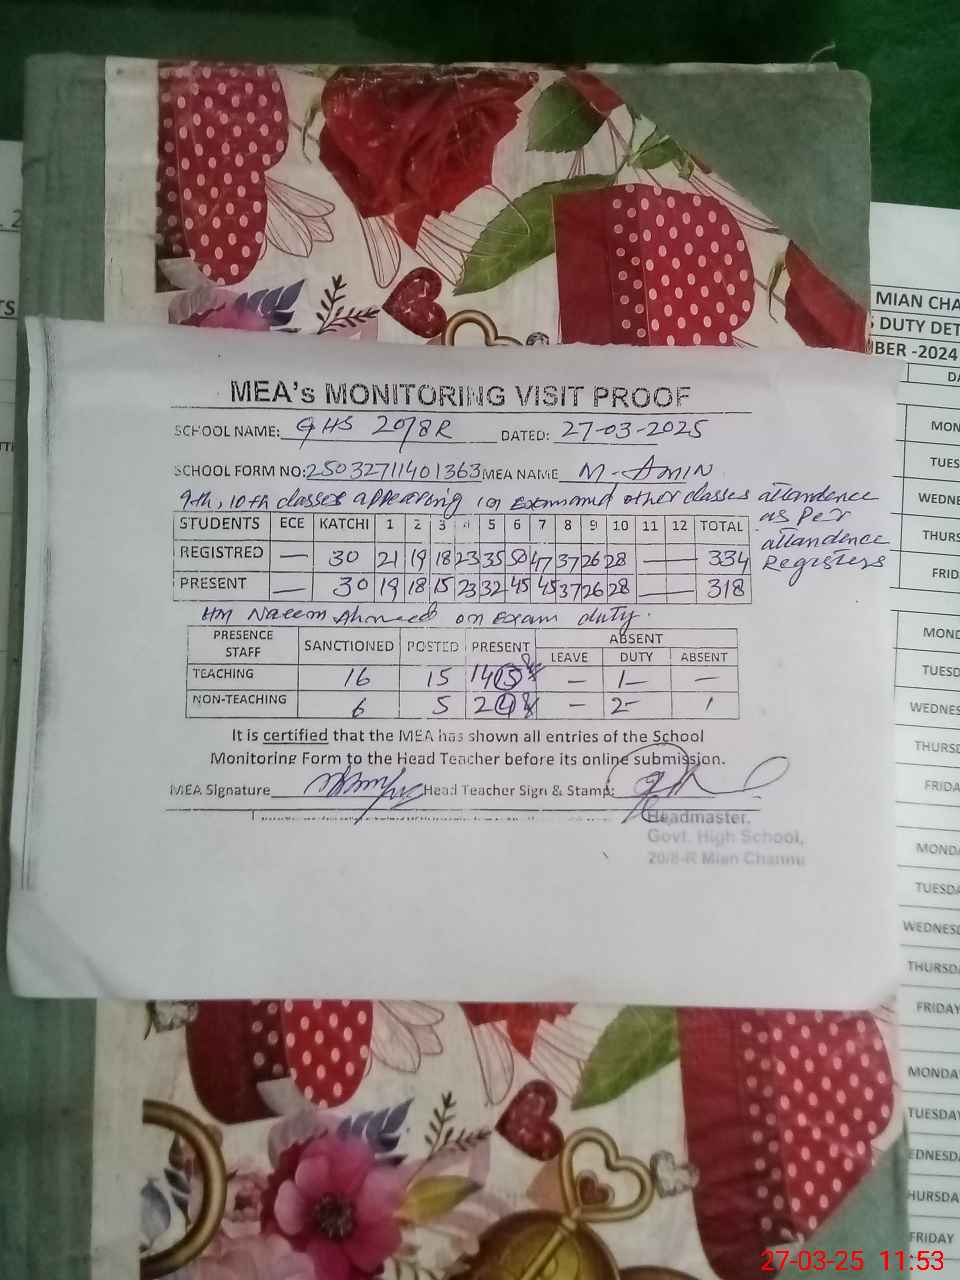 MEA's MONITORING VISIT PROOF
SCHOOL NAME: GHS 20/8R DATED: 27-03-2025
SCHOOL FORM NO: 25032711401363 MEA NAME M-Amin
9th, 10th classes appearing in Exam and other classes attendence
as Per
attendence
Registers
STUDENTS ECE KATCHI 1 2 3 4 5 6 7 8 9 10 11 12 TOTAL
REGISTRED — 30 21 19 18 23 35 50 47 37 26 28 — — 334
PRESENT — 30 19 18 15 23 32 45 45 37 26 28 — — 318
HM Naeem Ahmed on Exam duty.
PRESENCE STAFF SANCTIONED POSTED PRESENT ABSENT
LEAVE DUTY ABSENT
TEACHING 16 15 14 — 1— —
NON-TEACHING 6 5 2 — 2— 1
It is certified that the MEA has shown all entries of the School
Monitoring Form to the Head Teacher before its online submission.
MEA Signature Head Teacher Sign & Stamp:
Headmaster.
Govt. High School,
20/8-R Mian Channu
MIAN CHA
S DUTY DET
BER -2024
DA
MON
TUES
WEDNE
THURS
FRID
MOND
TUESD
WEDNES
THURSD
FRIDA
MONDA
TUESDA
WEDNESD
THURSDA
FRIDAY
MONDA
TUESDAY
EDNESD
HURSDA
FRIDAY
27-03-25 11:53